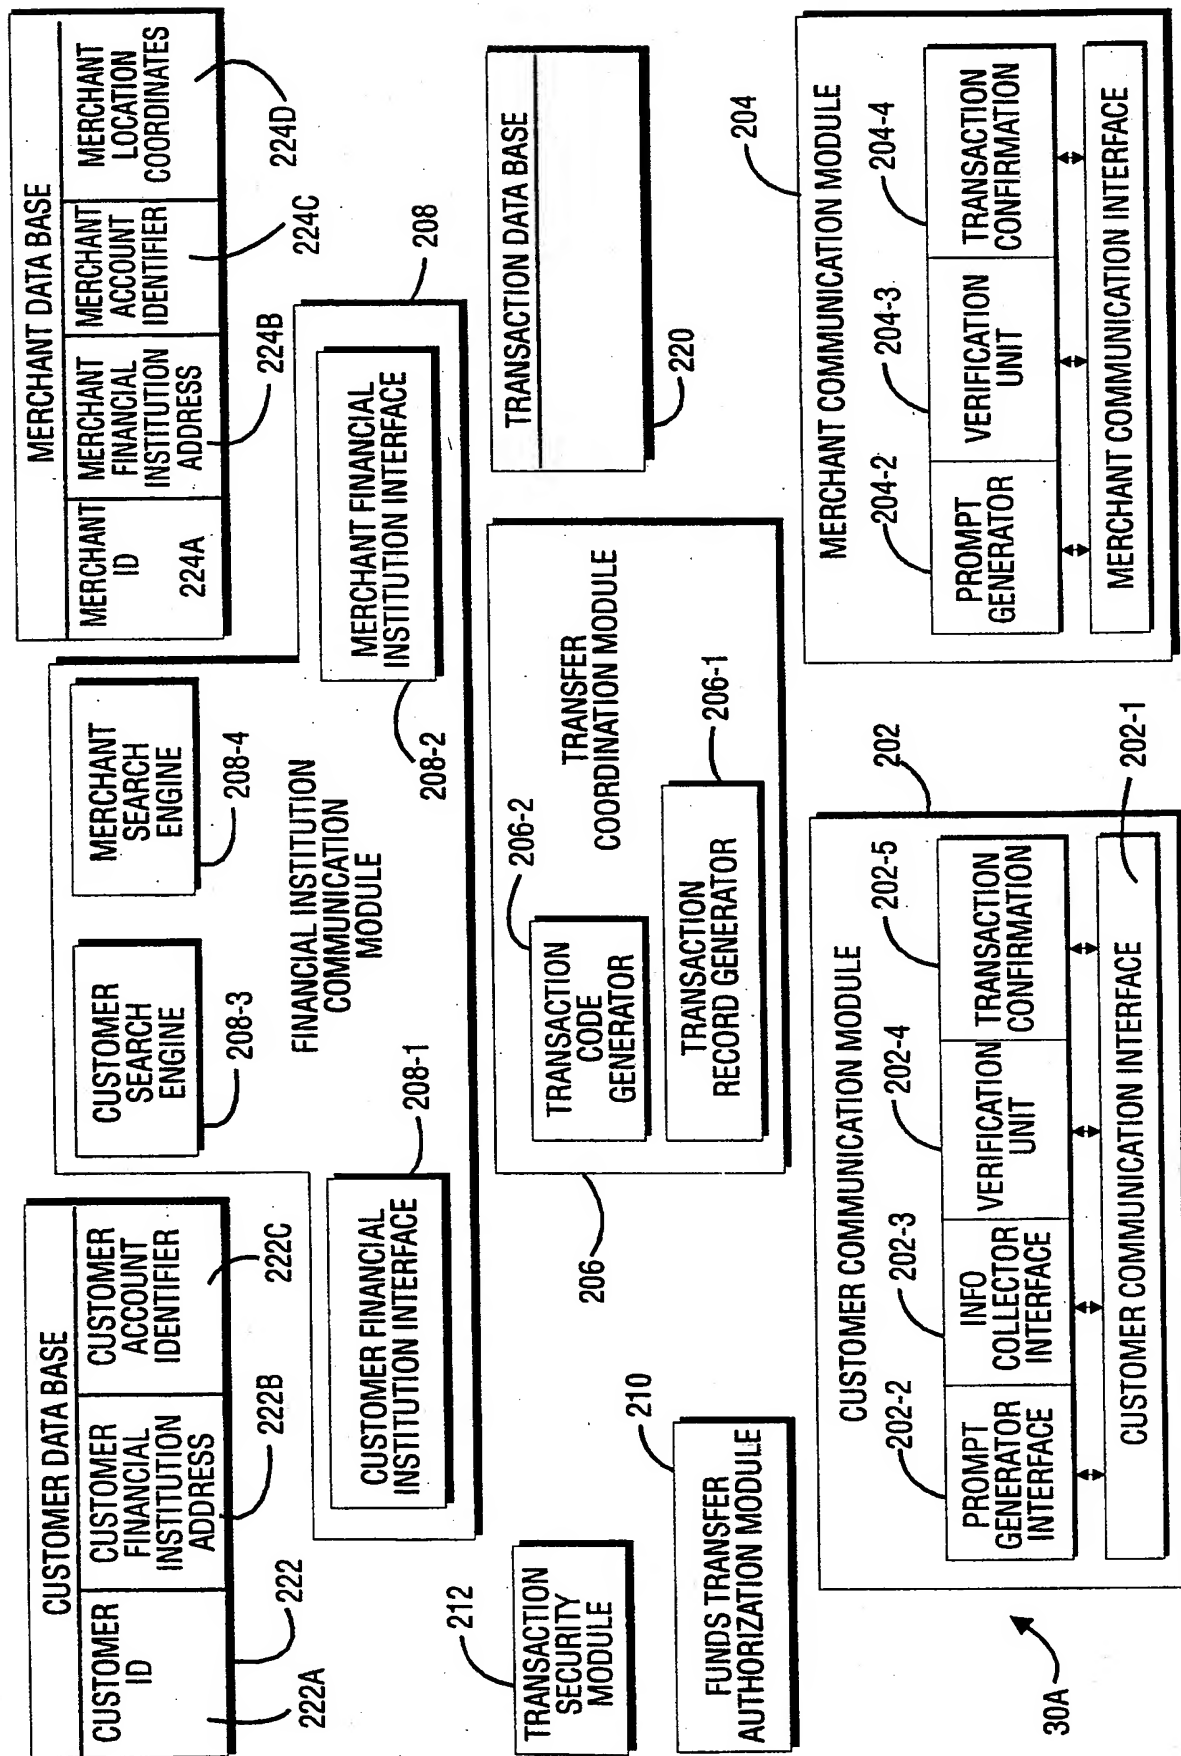 CUSTOMER DATA BASE
CUSTOMER
ID
222A
CUSTOMER
FINANCIAL
INSTITUTION
ADDRESS
CUSTOMER
ACCOUNT
IDENTIFIER
222
222B
222C
MERCHANT DATA BASE
MERCHANT
ID
224A
MERCHANT
FINANCIAL
INSTITUTION
ADDRESS
MERCHANT
ACCOUNT
IDENTIFIER
MERCHANT
LOCATION
COORDINATES
224B
224C
224D
CUSTOMER
SEARCH
ENGINE
208-3
MERCHANT
SEARCH
ENGINE
208-4
FINANCIAL INSTITUTION
COMMUNICATION
MODULE
208
CUSTOMER FINANCIAL
INSTITUTION INTERFACE
208-1
MERCHANT FINANCIAL
INSTITUTION INTERFACE
208-2
212
TRANSACTION
SECURITY
MODULE
206
TRANSFER
COORDINATION MODULE
206-2
TRANSACTION
CODE
GENERATOR
206-1
TRANSACTION
RECORD GENERATOR
TRANSACTION DATA BASE
220
210
FUNDS TRANSFER
AUTHORIZATION MODULE
202
CUSTOMER COMMUNICATION MODULE
202-2
202-3
202-4
202-5
PROMPT
GENERATOR
INTERFACE
INFO
COLLECTOR
INTERFACE
VERIFICATION
UNIT
TRANSACTION
CONFIRMATION
CUSTOMER COMMUNICATION INTERFACE
202-1
204
MERCHANT COMMUNICATION MODULE
204-2
204-3
204-4
PROMPT
GENERATOR
VERIFICATION
UNIT
TRANSACTION
CONFIRMATION
MERCHANT COMMUNICATION INTERFACE
30A